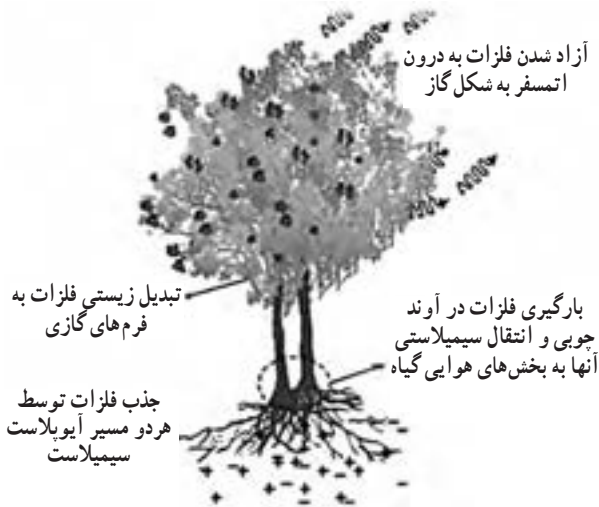 آزاد شدن فلزات به درون
اتمسفر به شکل گاز
تبدیل زیستی فلزات به
فرم‌های گازی
بارگیری فلزات در آوند
چوبی و انتقال سیمپلاستی
آنها به بخش‌های هوایی گیاه
جذب فلزات توسط
هردو مسیر آپوپلاست
سیمپلاست